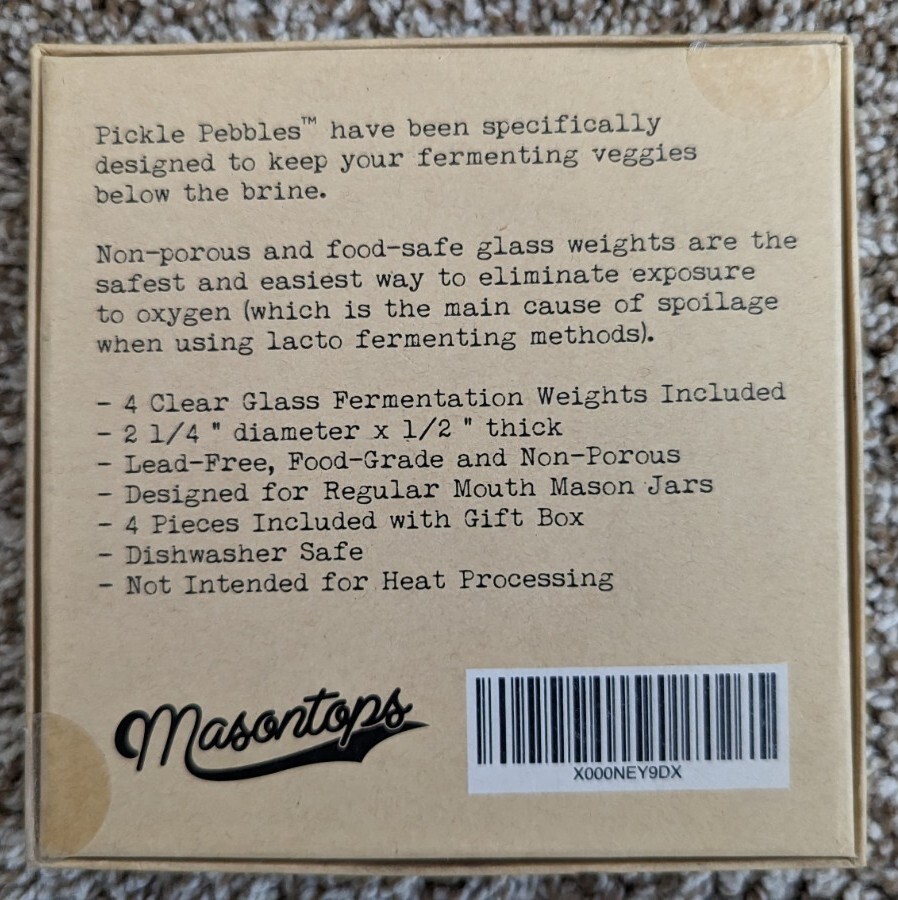 Pickle Pebbles™ have been specifically
designed to keep your fermenting veggies
below the brine.
Non-porous and food-safe glass weights are the
safest and easiest way to eliminate exposure
to oxygen (which is the main cause of spoilage
when using lacto fermenting methods).
- 4 Clear Glass Fermentation Weights Included
- 2 1/4 " diameter x 1/2 " thick
- Lead-Free, Food-Grade and Non-Porous
- Designed for Regular Mouth Mason Jars
- 4 Pieces Included with Gift Box
- Dishwasher Safe
- Not Intended for Heat Processing
Masontops
X000NEY9DX